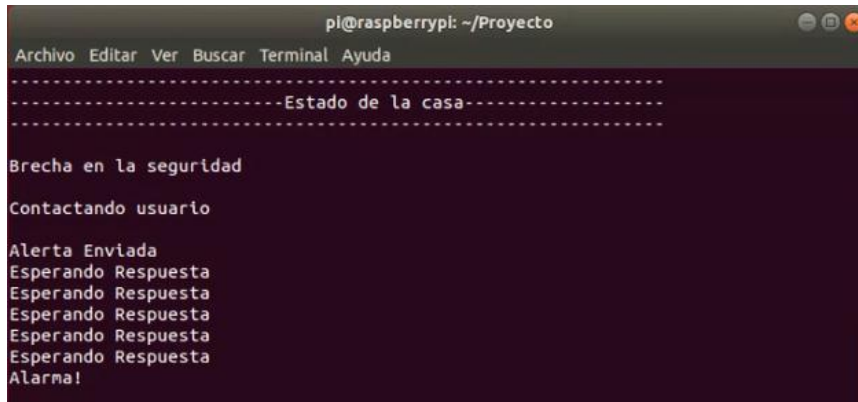 pi@raspberrypi: ~/Proyecto
Archivo Editar Ver Buscar Terminal Ayuda
--------------------------------------------------------------
--------------------------Estado de la casa-------------------
--------------------------------------------------------------
Brecha en la seguridad
Contactando usuario
Alerta Enviada
Esperando Respuesta
Esperando Respuesta
Esperando Respuesta
Esperando Respuesta
Esperando Respuesta
Alarma!